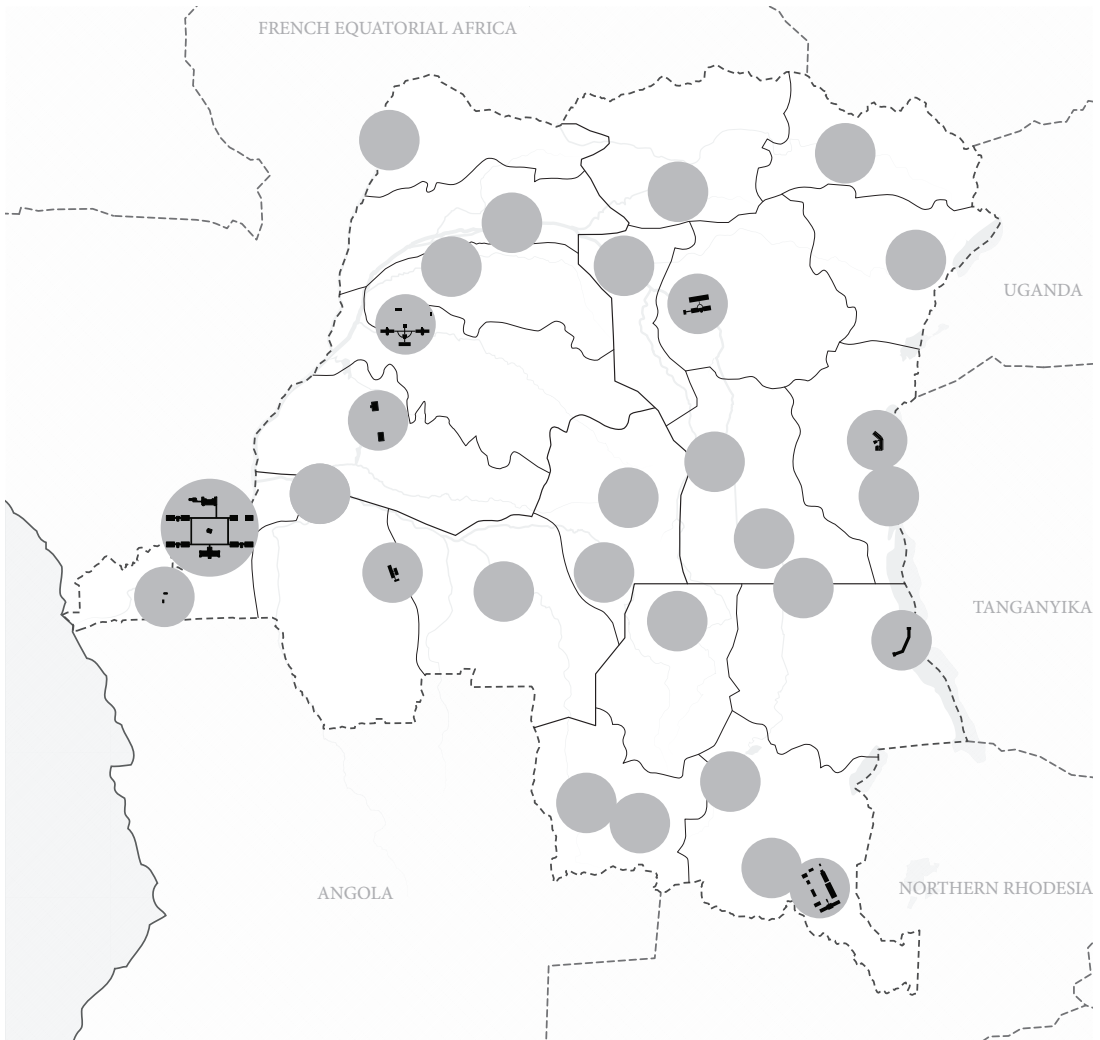 FRENCH EQUATORIAL AFRICA
UGANDA
TANGANYIKA
ANGOLA
NORTHERN RHODESIA